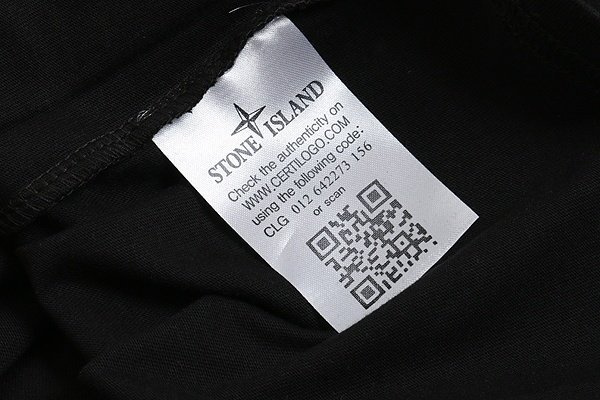 STONE ISLAND
Check the authenticity on
WWW.CERTILOGO.COM
using the following code:
CLG 012 642273 156
or scan